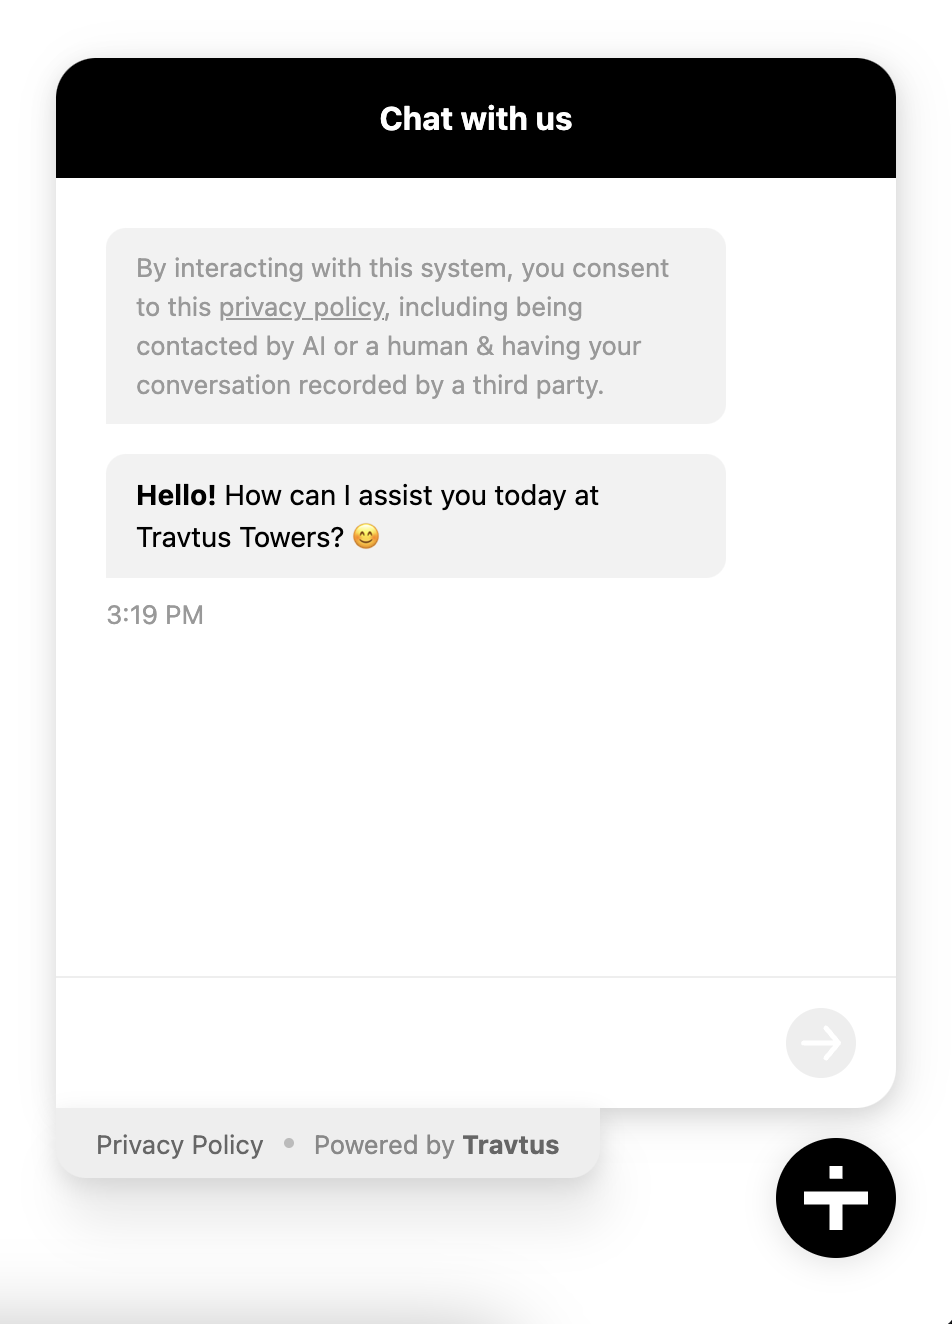 Chat with us
By interacting with this system, you consent
to this privacy policy, including being
contacted by AI or a human & having your
conversation recorded by a third party.
Hello! How can I assist you today at
Travtus Towers? 😊
3:19 PM
Privacy Policy • Powered by Travtus